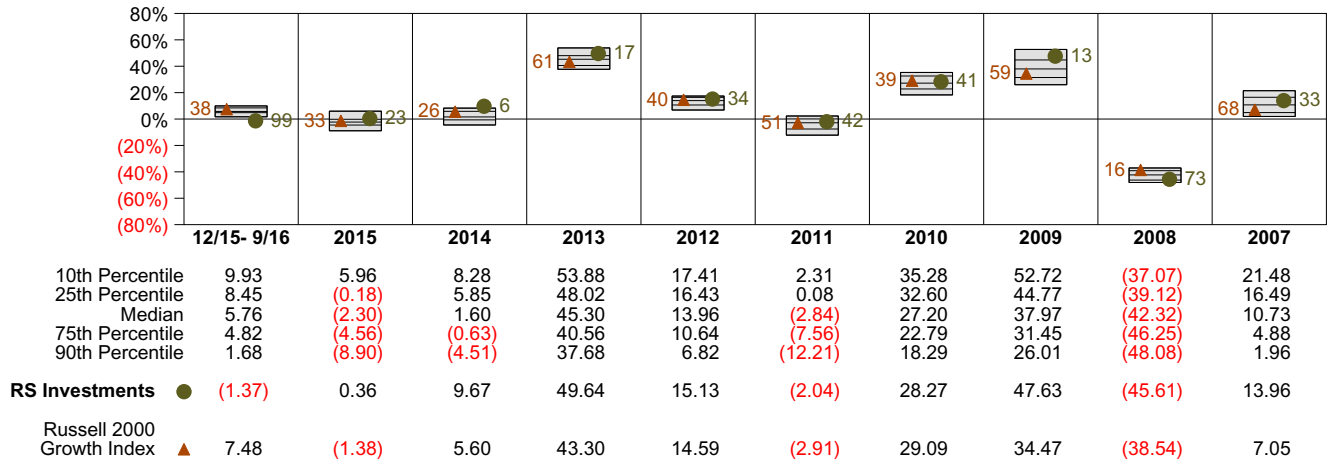 80%
60%
40%
20%
0%
(20%)
(40%)
(60%)
(80%)
38 99 33 23 26 6 61 17 40 34 51 42 39 41 59 13 16 73 68 33
12/15- 9/16 2015 2014 2013 2012 2011 2010 2009 2008 2007
10th Percentile 9.93 5.96 8.28 53.88 17.41 2.31 35.28 52.72 (37.07) 21.48
25th Percentile 8.45 (0.18) 5.85 48.02 16.43 0.08 32.60 44.77 (39.12) 16.49
Median 5.76 (2.30) 1.60 45.30 13.96 (2.84) 27.20 37.97 (42.32) 10.73
75th Percentile 4.82 (4.56) (0.63) 40.56 10.64 (7.56) 22.79 31.45 (46.25) 4.88
90th Percentile 1.68 (8.90) (4.51) 37.68 6.82 (12.21) 18.29 26.01 (48.08) 1.96
RS Investments (1.37) 0.36 9.67 49.64 15.13 (2.04) 28.27 47.63 (45.61) 13.96
Russell 2000
Growth Index 7.48 (1.38) 5.60 43.30 14.59 (2.91) 29.09 34.47 (38.54) 7.05